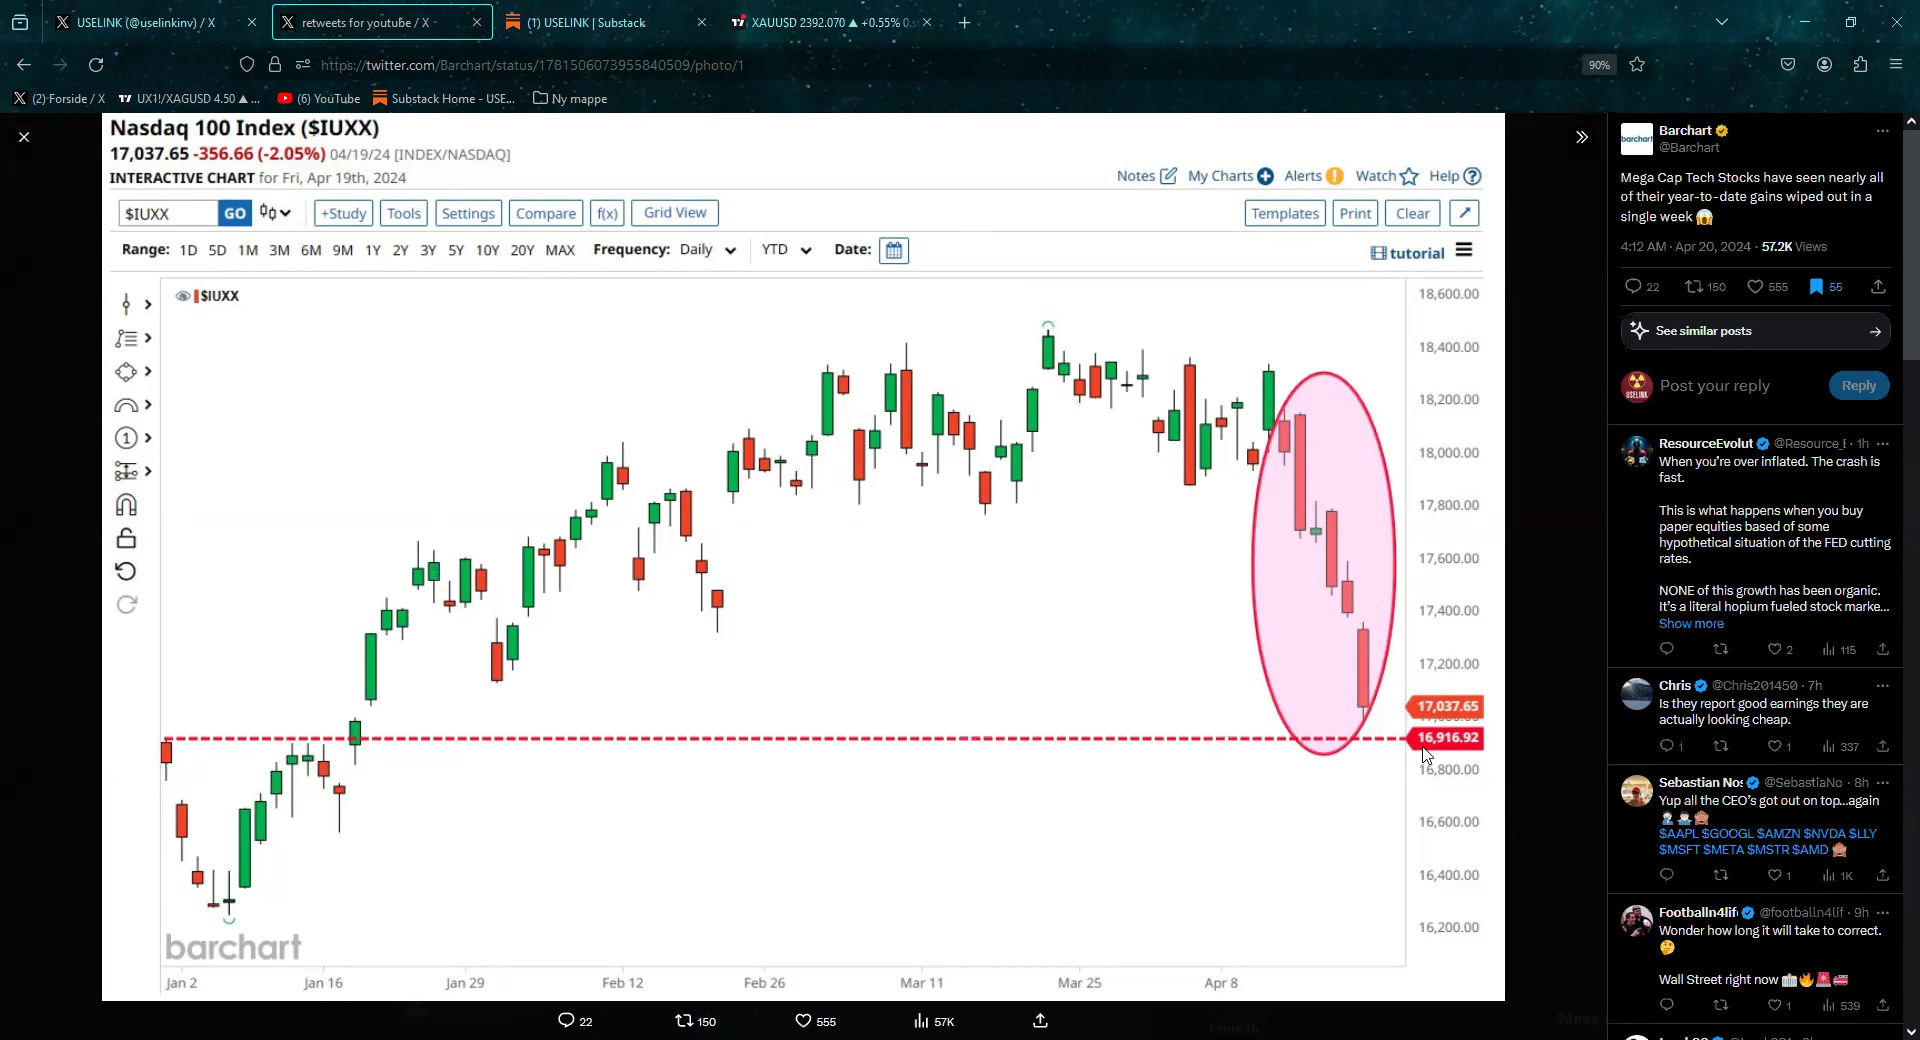 USELINK (@uselinkinv) / X
retweets for youtube / X
(1) USELINK | Substack
XAUUSD 2392.070 ▲ +0.55%
https://twitter.com/Barchart/status/1781506073955840509/photo/1
90%
(2) Forside / X
UX1!/XAGUSD 4.50 ▲ ...
(6) YouTube
Substack Home - USE...
Ny mappe
Nasdaq 100 Index ($IUXX)
17,037.65 -356.66 (-2.05%) 04/19/24 [INDEX/NASDAQ]
INTERACTIVE CHART for Fri, Apr 19th, 2024
Notes My Charts Alerts Watch Help
$IUXX GO +Study Tools Settings Compare f(x) Grid View Templates Print Clear
Range: 1D 5D 1M 3M 6M 9M 1Y 2Y 3Y 5Y 10Y 20Y MAX Frequency: Daily YTD Date:
tutorial
$IUXX
18,600.00
18,400.00
18,200.00
18,000.00
17,800.00
17,600.00
17,400.00
17,200.00
17,037.65
16,916.92
16,800.00
16,600.00
16,400.00
16,200.00
barchart
Jan 2 Jan 16 Jan 29 Feb 12 Feb 26 Mar 11 Mar 25 Apr 8
22 150 555 57K
barchart
Barchart
@Barchart
Mega Cap Tech Stocks have seen nearly all
of their year-to-date gains wiped out in a
single week 😱
4:12 AM · Apr 20, 2024 · 57.2K Views
22 150 555 55
See similar posts
USELINK
Post your reply
Reply
ResourceEvolut @Resource_E · 1h
When you're over inflated. The crash is
fast.
This is what happens when you buy
paper equities based of some
hypothetical situation of the FED cutting
rates.
NONE of this growth has been organic.
It's a literal hopium fueled stock marke...
Show more
2 115
Chris @Chris201450 · 7h
Is they report good earnings they are
actually looking cheap.
1 1 337
Sebastian Nos @SebastiaNo · 8h
Yup all the CEO's got out on top...again
$AAPL $GOOGL $AMZN $NVDA $LLY
$MSFT $META $MSTR $AMD 🙈
1 1K
Footballn4lif @footballn4lif · 9h
Wonder how long it will take to correct.
🤔
Wall Street right now
1 539